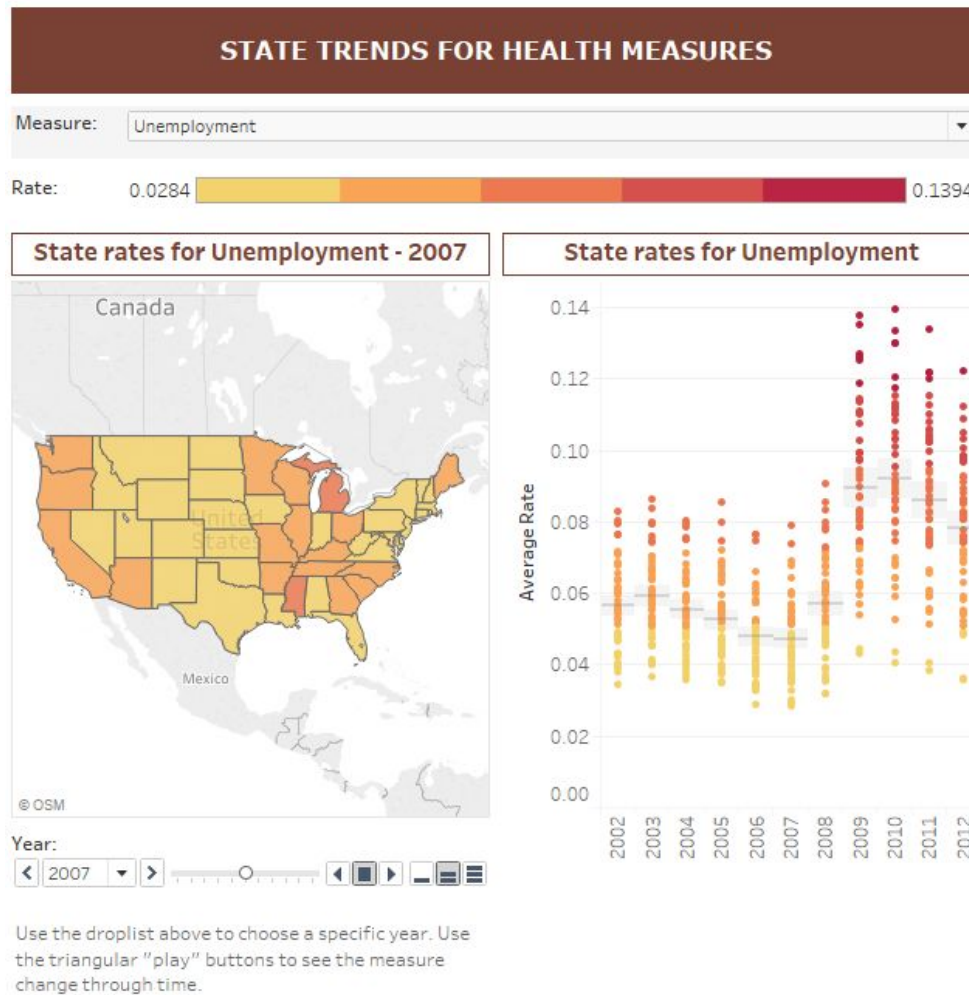 STATE TRENDS FOR HEALTH MEASURES
Measure:
Unemployment
Rate:
0.0284
0.1394
State rates for Unemployment - 2007
State rates for Unemployment
Canada
United
States
Mexico
© OSM
Average Rate
0.14
0.12
0.10
0.08
0.06
0.04
0.02
0.00
2002
2003
2004
2005
2006
2007
2008
2009
2010
2011
2012
Year:
2007
Use the droplist above to choose a specific year. Use
the triangular "play" buttons to see the measure
change through time.